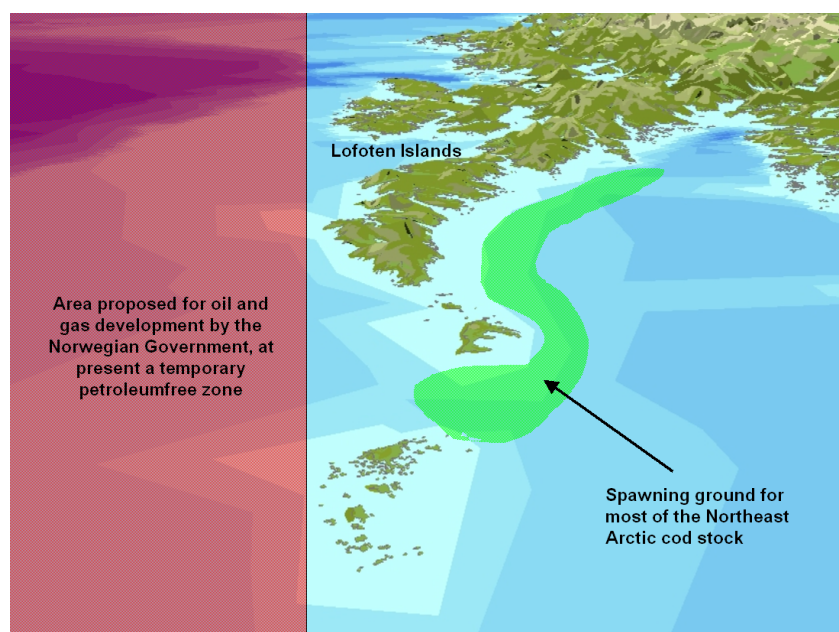 Lofoten Islands
Area proposed for oil and
gas development by the
Norwegian Government, at
present a temporary
petroleumfree zone
Spawning ground for
most of the Northeast
Arctic cod stock